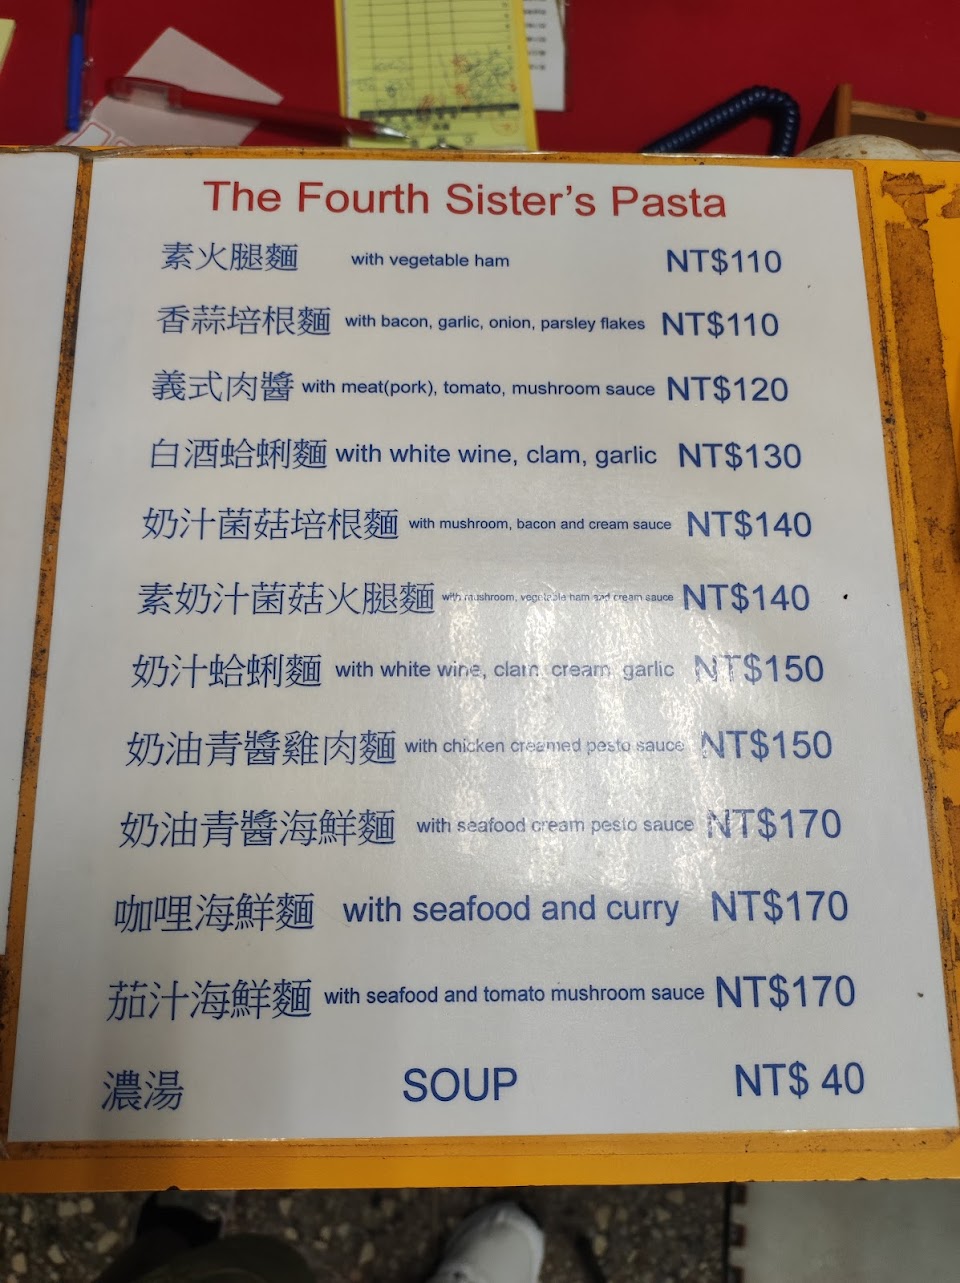 The Fourth Sister's Pasta
素火腿麵 with vegetable ham NT$110
香蒜培根麵 with bacon, garlic, onion, parsley flakes NT$110
義式肉醬 with meat(pork), tomato, mushroom sauce NT$120
白酒蛤蜊麵 with white wine, clam, garlic NT$130
奶汁菌菇培根麵 with mushroom, bacon and cream sauce NT$140
素奶汁菌菇火腿麵 with mushroom, vegetable ham and cream sauce NT$140
奶汁蛤蜊麵 with white wine, clam, cream garlic NT$150
奶油青醬雞肉麵 with chicken creamed pesto sauce NT$150
奶油青醬海鮮麵 with seafood cream pesto sauce NT$170
咖哩海鮮麵 with seafood and curry NT$170
茄汁海鮮麵 with seafood and tomato mushroom sauce NT$170
濃湯 SOUP NT$ 40